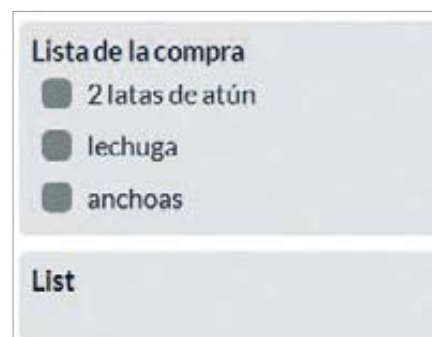 Lista de la compra
2 latas de atún
lechuga
anchoas
List